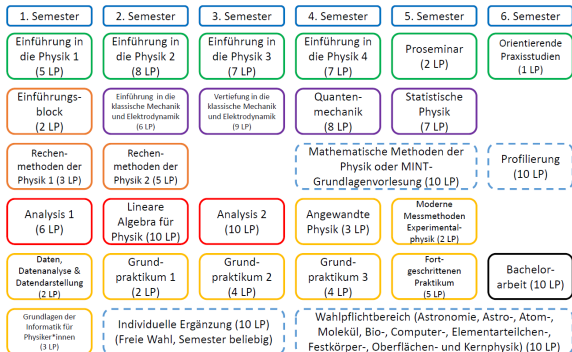 1. Semester
2. Semester
3. Semester
4. Semester
5. Semester
6. Semester
Einführung in
die Physik 1
(5 LP)
Einführung in
die Physik 2
(8 LP)
Einführung in
die Physik 3
(7 LP)
Einführung in
die Physik 4
(7 LP)
Proseminar
(2 LP)
Orientierende
Praxisstudien
(1 LP)
Einführungs-
block
(2 LP)
Einführung in die
klassische Mechanik
und Elektrodynamik
(6 LP)
Vertiefung in die
klassische Mechanik
und Elektrodynamik
(9 LP)
Quanten-
mechanik
(8 LP)
Statistische
Physik
(7 LP)
Rechen-
methoden der
Physik 1 (3 LP)
Rechen-
methoden der
Physik 2 (5 LP)
Mathematische Methoden der
Physik oder MINT-
Grundlagenvorlesung (10 LP)
Profilierung
(10 LP)
Analysis 1
(6 LP)
Lineare
Algebra für
Physik (10 LP)
Analysis 2
(10 LP)
Angewandte
Physik (3 LP)
Moderne
Messmethoden
Experimental-
physik (2 LP)
Daten,
Datenanalyse &
Datendarstellung
(2 LP)
Grund-
praktikum 1
(2 LP)
Grund-
praktikum 2
(4 LP)
Grund-
praktikum 3
(4 LP)
Fort-
geschrittenen
Praktikum
(5 LP)
Bachelor-
arbeit (10 LP)
Grundlagen der
Informatik für
Physiker*innen
(3 LP)
Individuelle Ergänzung (10 LP)
(Freie Wahl, Semester beliebig)
Wahlpflichtbereich (Astronomie, Astro-, Atom-,
Molekül, Bio-, Computer-, Elementarteilchen-,
Festkörper-, Oberflächen- und Kernphysik) (10 LP)